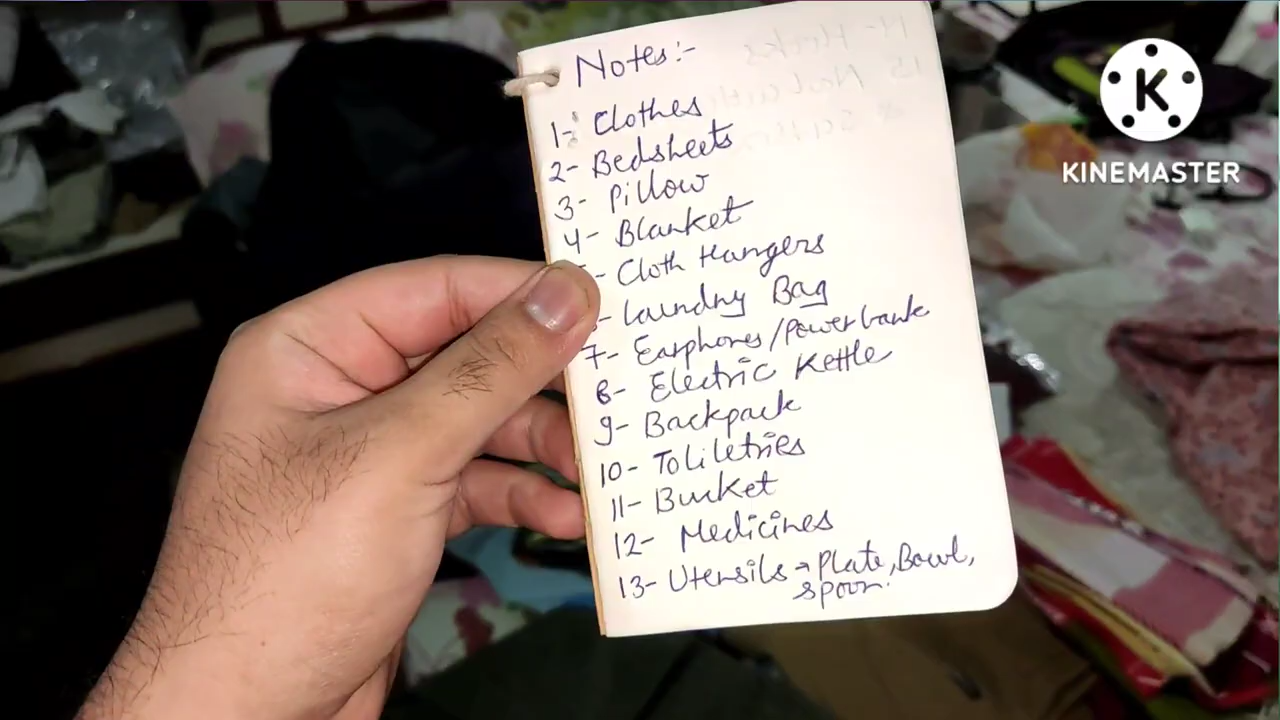 Notes:-
1- Clothes
2- Bedsheets
3- Pillow
4- Blanket
- Cloth Hangers
- Laundry Bag
7- Earphones/Powerbank
8- Electric Kettle
9- Backpack
10- Toliletries
11- Bucket
12- Medicines
13- Utensils → Plate, Bowl,
spoon.
K
KINEMASTER